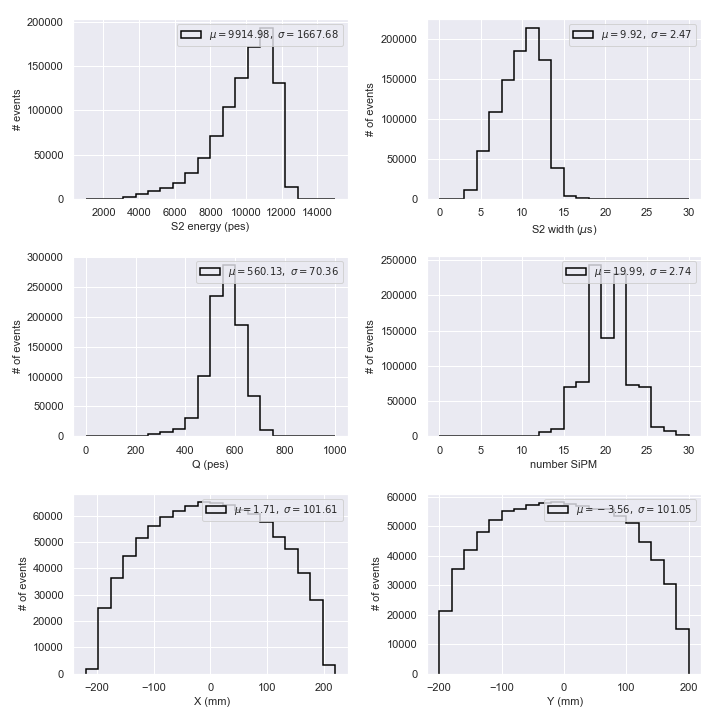 200000
150000
100000
50000
0
# events
μ = 9914.98, σ = 1667.68
2000 4000 6000 8000 10000 12000 14000
S2 energy (pes)
200000
150000
100000
50000
0
# of events
μ = 9.92, σ = 2.47
0 5 10 15 20 25 30
S2 width (μs)
300000
250000
200000
150000
100000
50000
0
# of events
μ = 560.13, σ = 70.36
0 200 400 600 800 1000
Q (pes)
250000
200000
150000
100000
50000
0
# of events
μ = 19.99, σ = 2.74
0 5 10 15 20 25 30
number SiPM
60000
50000
40000
30000
20000
10000
0
# of events
μ = 1.71, σ = 101.61
−200 −100 0 100 200
X (mm)
60000
50000
40000
30000
20000
10000
0
# of events
μ = −3.56, σ = 101.05
−200 −100 0 100 200
Y (mm)